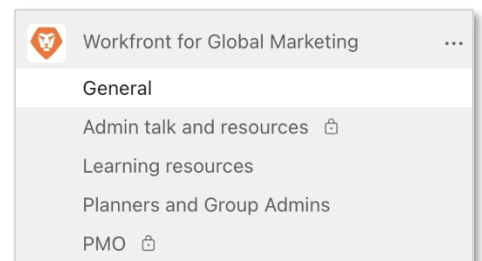 Workfront for Global Marketing ...
General
Admin talk and resources
Learning resources
Planners and Group Admins
PMO